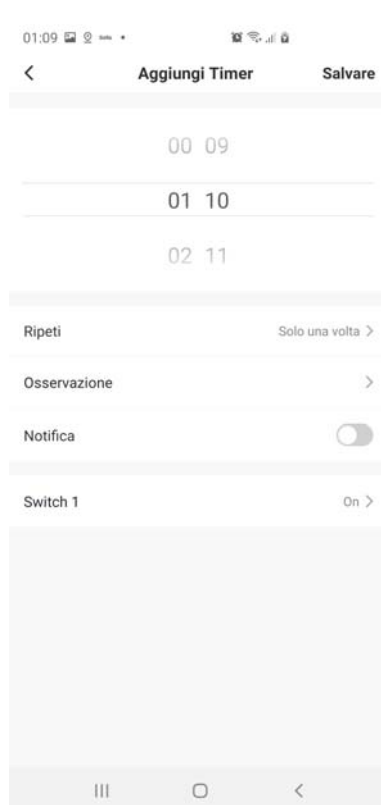 01:09
Aggiungi Timer Salvare
00 09
01 10
02 11
Ripeti Solo una volta
Osservazione
Notifica
Switch 1 On